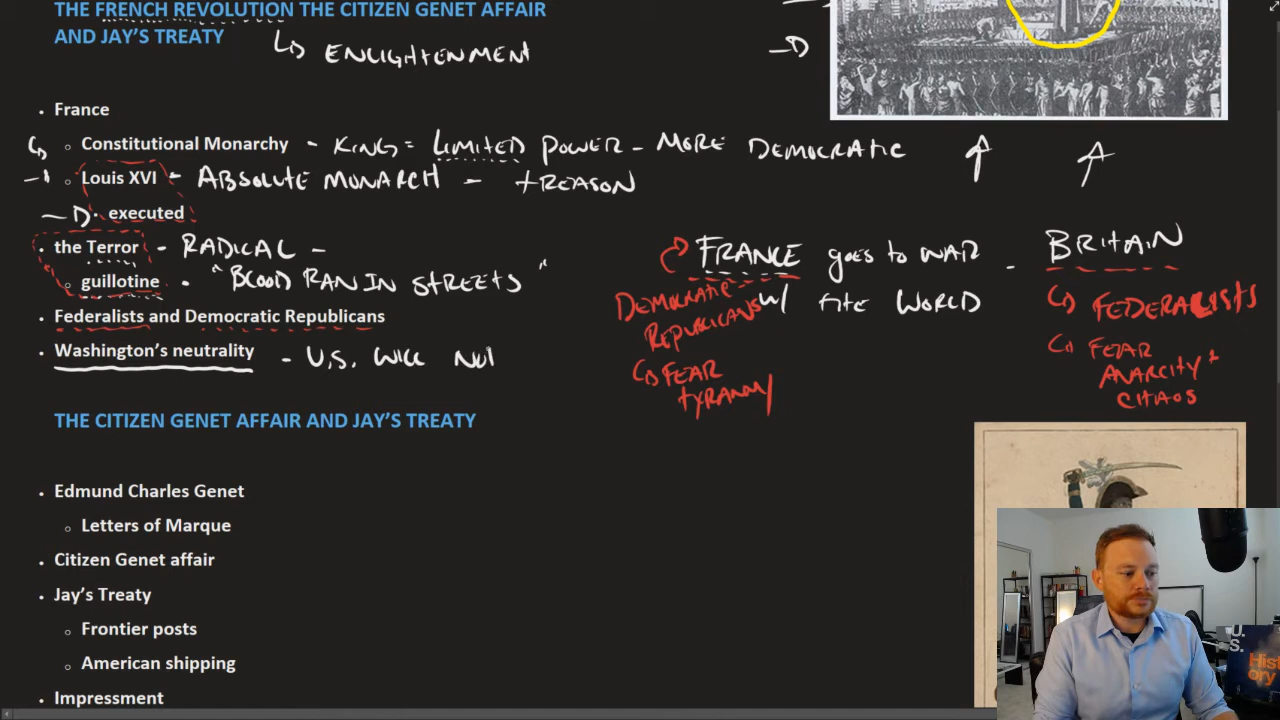 THE FRENCH REVOLUTION THE CITIZEN GENET AFFAIR
AND JAY'S TREATY
ENLIGHTENMENT
• France
○ Constitutional Monarchy - KING = LIMITED POWER - MORE DEMOCRATIC
○ Louis XVI - ABSOLUTE MONARCH - TREASON
• executed
• the Terror - RADICAL -
○ guillotine - "BLOOD RAN IN STREETS"
• Federalists and Democratic Republicans
• Washington's neutrality - U.S. WILL NOT
FRANCE GOES TO WAR - BRITAIN
W/ THE WORLD
DEMOCRATIC
REPUBLICANS
FEAR
TYRANNY
FEDERALISTS
FEAR
ANARCHY +
CHAOS
THE CITIZEN GENET AFFAIR AND JAY'S TREATY
• Edmund Charles Genet
○ Letters of Marque
• Citizen Genet affair
• Jay's Treaty
○ Frontier posts
○ American shipping
• Impressment
U.
S.
Hist
ory